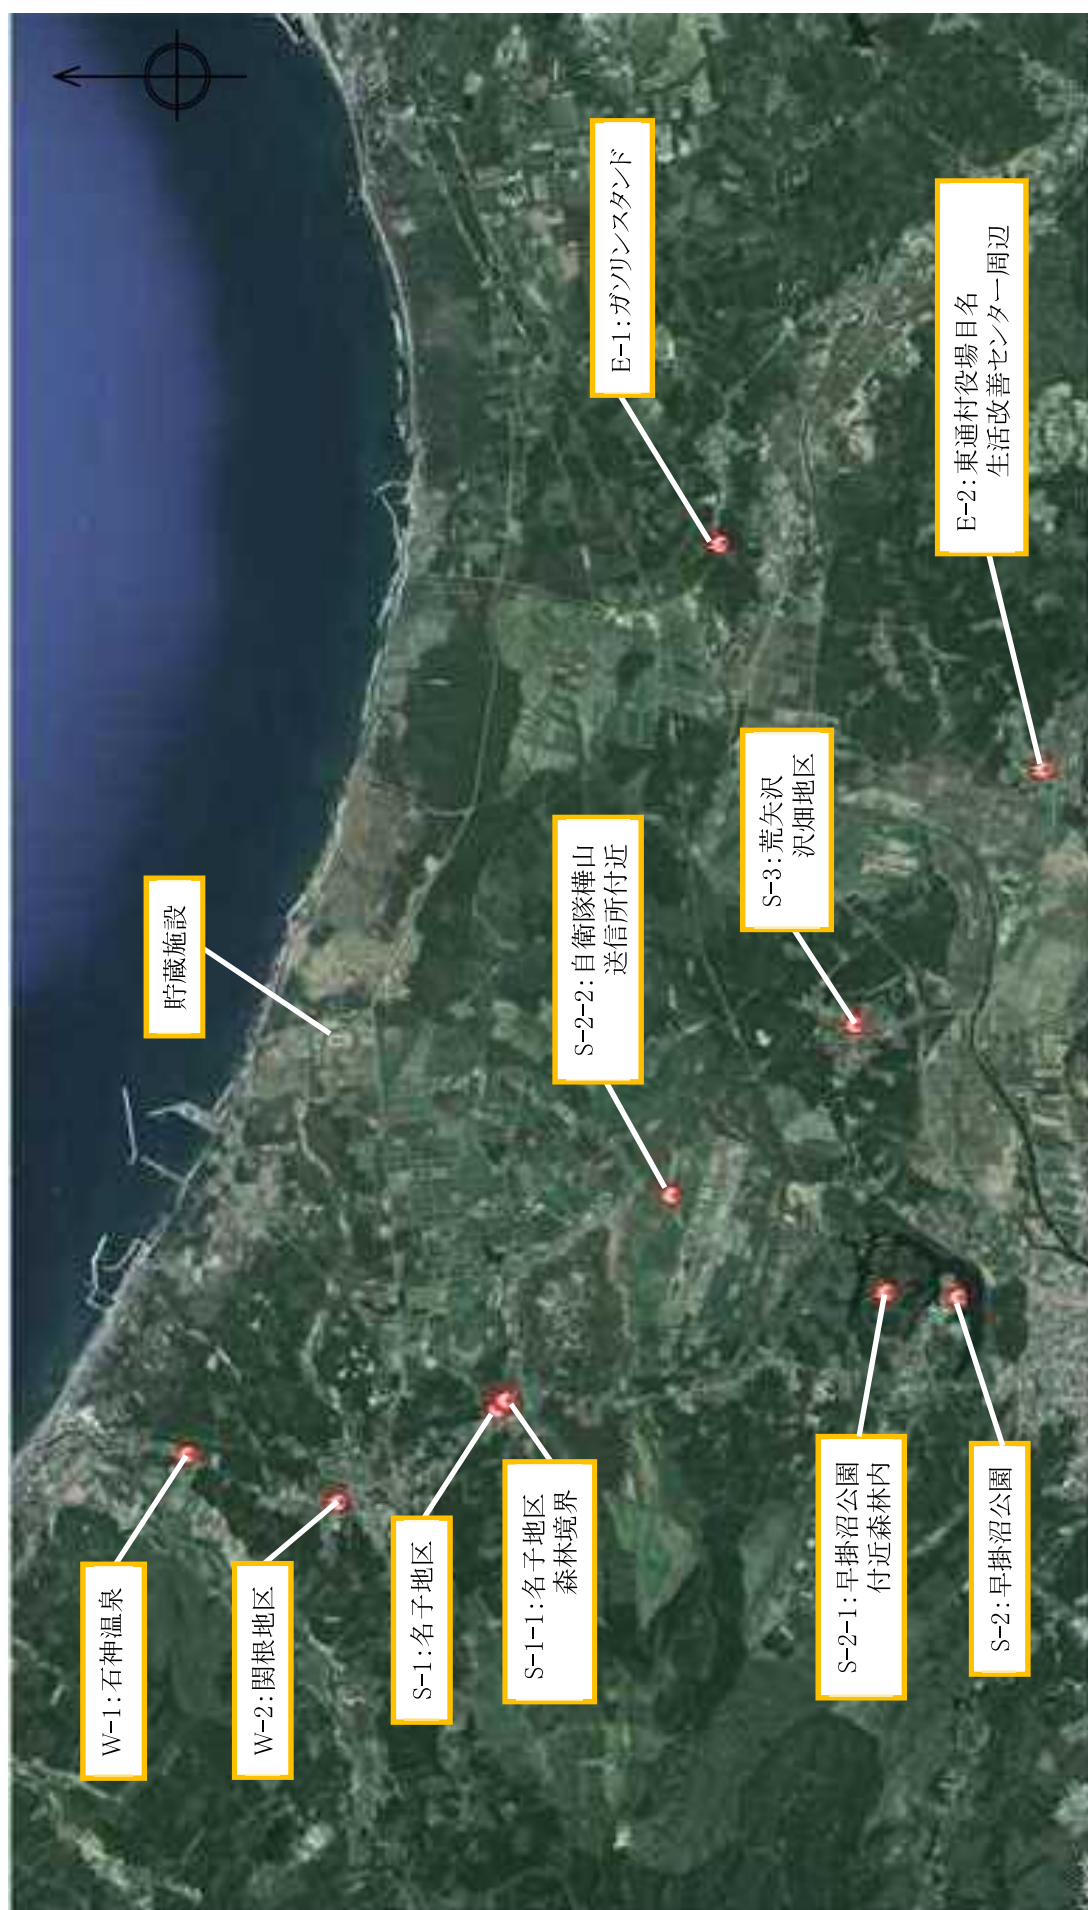 W-1:石神温泉
W-2:関根地区
S-1:名子地区
S-1-1:名子地区
森林境界
S-2-1:早掛沼公園
付近森林内
S-2:早掛沼公園
貯蔵施設
S-2-2:自衛隊樺山
送信所付近
S-3:荒矢沢
沢畑地区
E-1:ガソリンスタンド
E-2:東通村役場目名
生活改善センター周辺